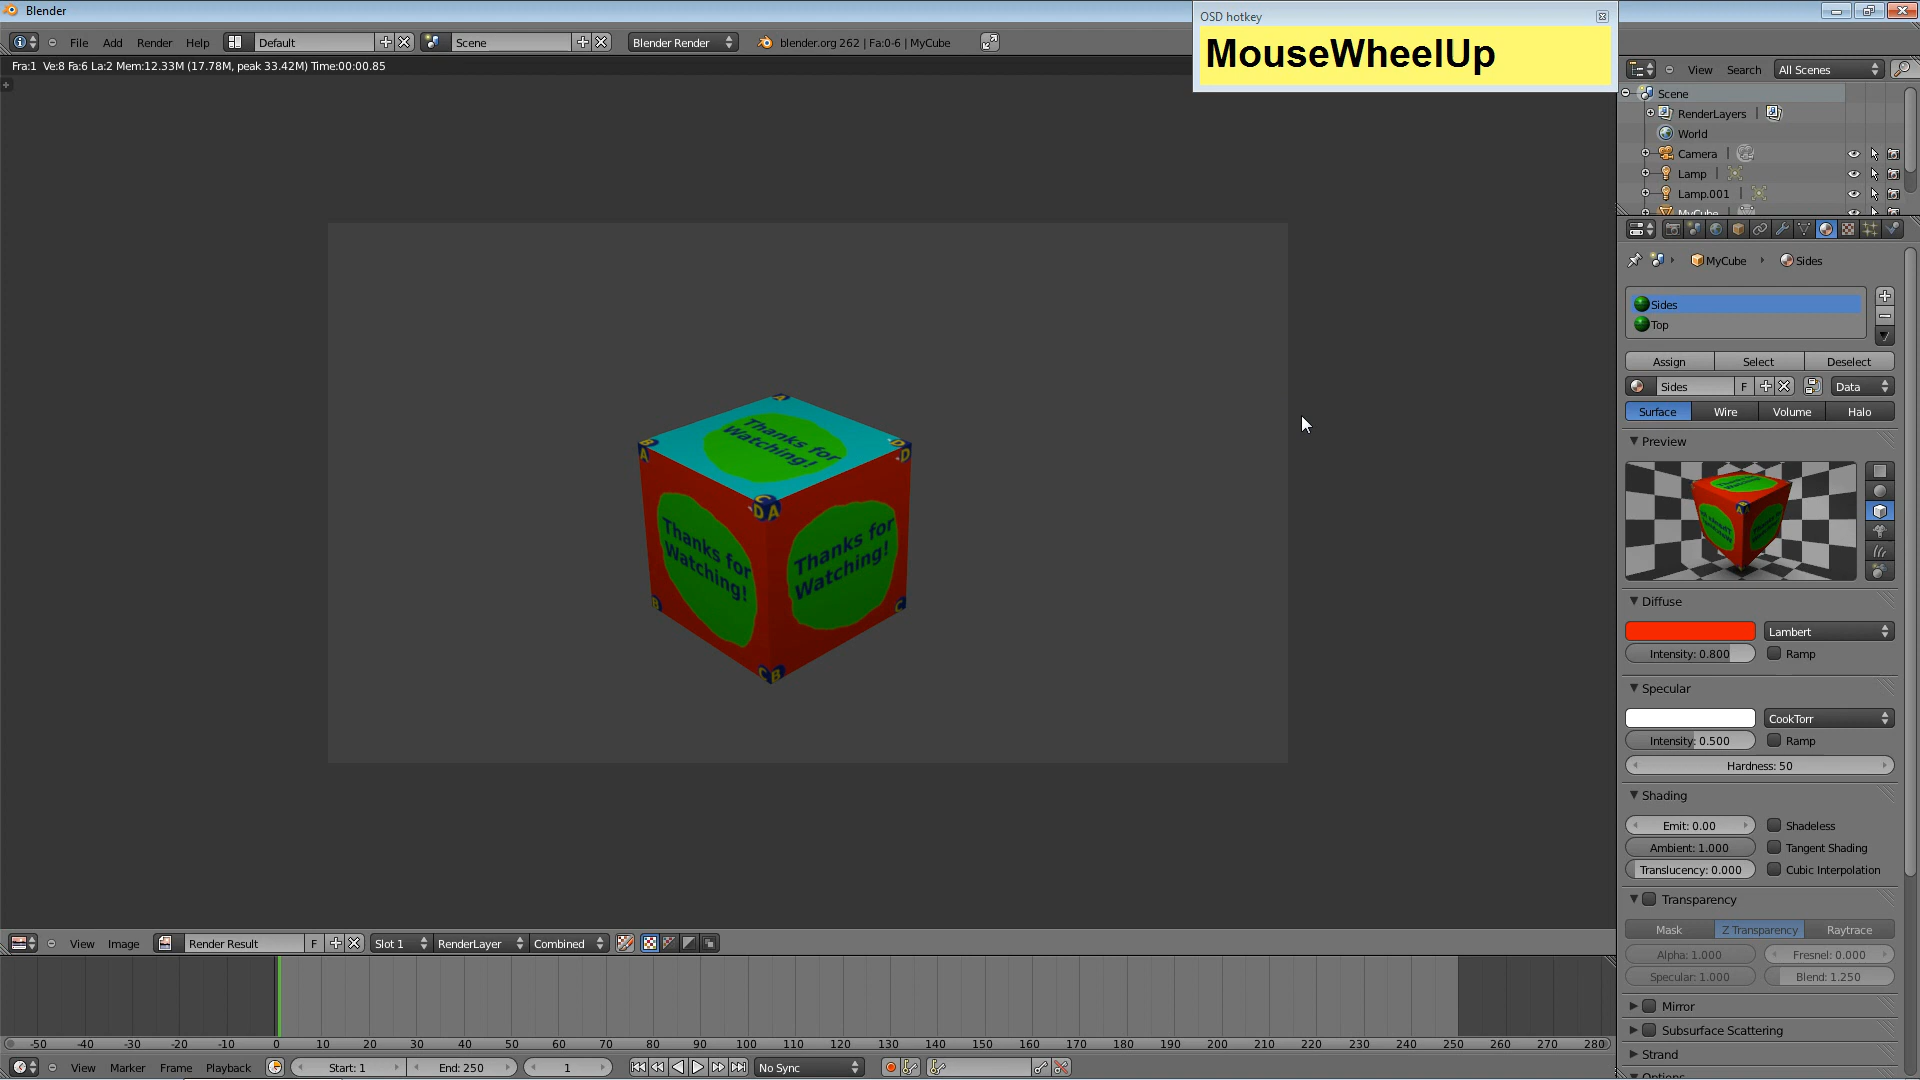 Blender
OSD hotkey
MouseWheelUp
File Add Render Help Default Scene Blender Render blender.org 262 | Fa:0-6 | MyCube
Fra:1 Ve:8 Fa:6 La:2 Mem:12.33M (17.78M, peak 33.42M) Time:00:00.85
View Search All Scenes
Scene
RenderLayers |
World
Camera |
Lamp |
Lamp.001 |
MyCube
MyCube Sides
Sides
Top
Assign Select Deselect
Sides F Data
Surface Wire Volume Halo
Preview
A
Thanks for
Watching!
B
A
D
D
C
D A
Thanks for
Watching!
Thanks for
Watching!
B
C
C B
Diffuse
Lambert
Intensity: 0.800 Ramp
Specular
CookTorr
Intensity: 0.500 Ramp
Hardness: 50
Shading
Emit: 0.00 Shadeless
Ambient: 1.000 Tangent Shading
Translucency: 0.000 Cubic Interpolation
Transparency
Mask Z Transparency Raytrace
Alpha: 1.000 Fresnel: 0.000
Specular: 1.000 Blend: 1.250
Mirror
Subsurface Scattering
Strand
Options
View Image Render Result F Slot 1 RenderLayer Combined
-50 -40 -30 -20 -10 0 10 20 30 40 50 60 70 80 90 100 110 120 130 140 150 160 170 180 190 200 210 220 230 240 250 260 270 280
View Marker Frame Playback Start: 1 End: 250 1 No Sync